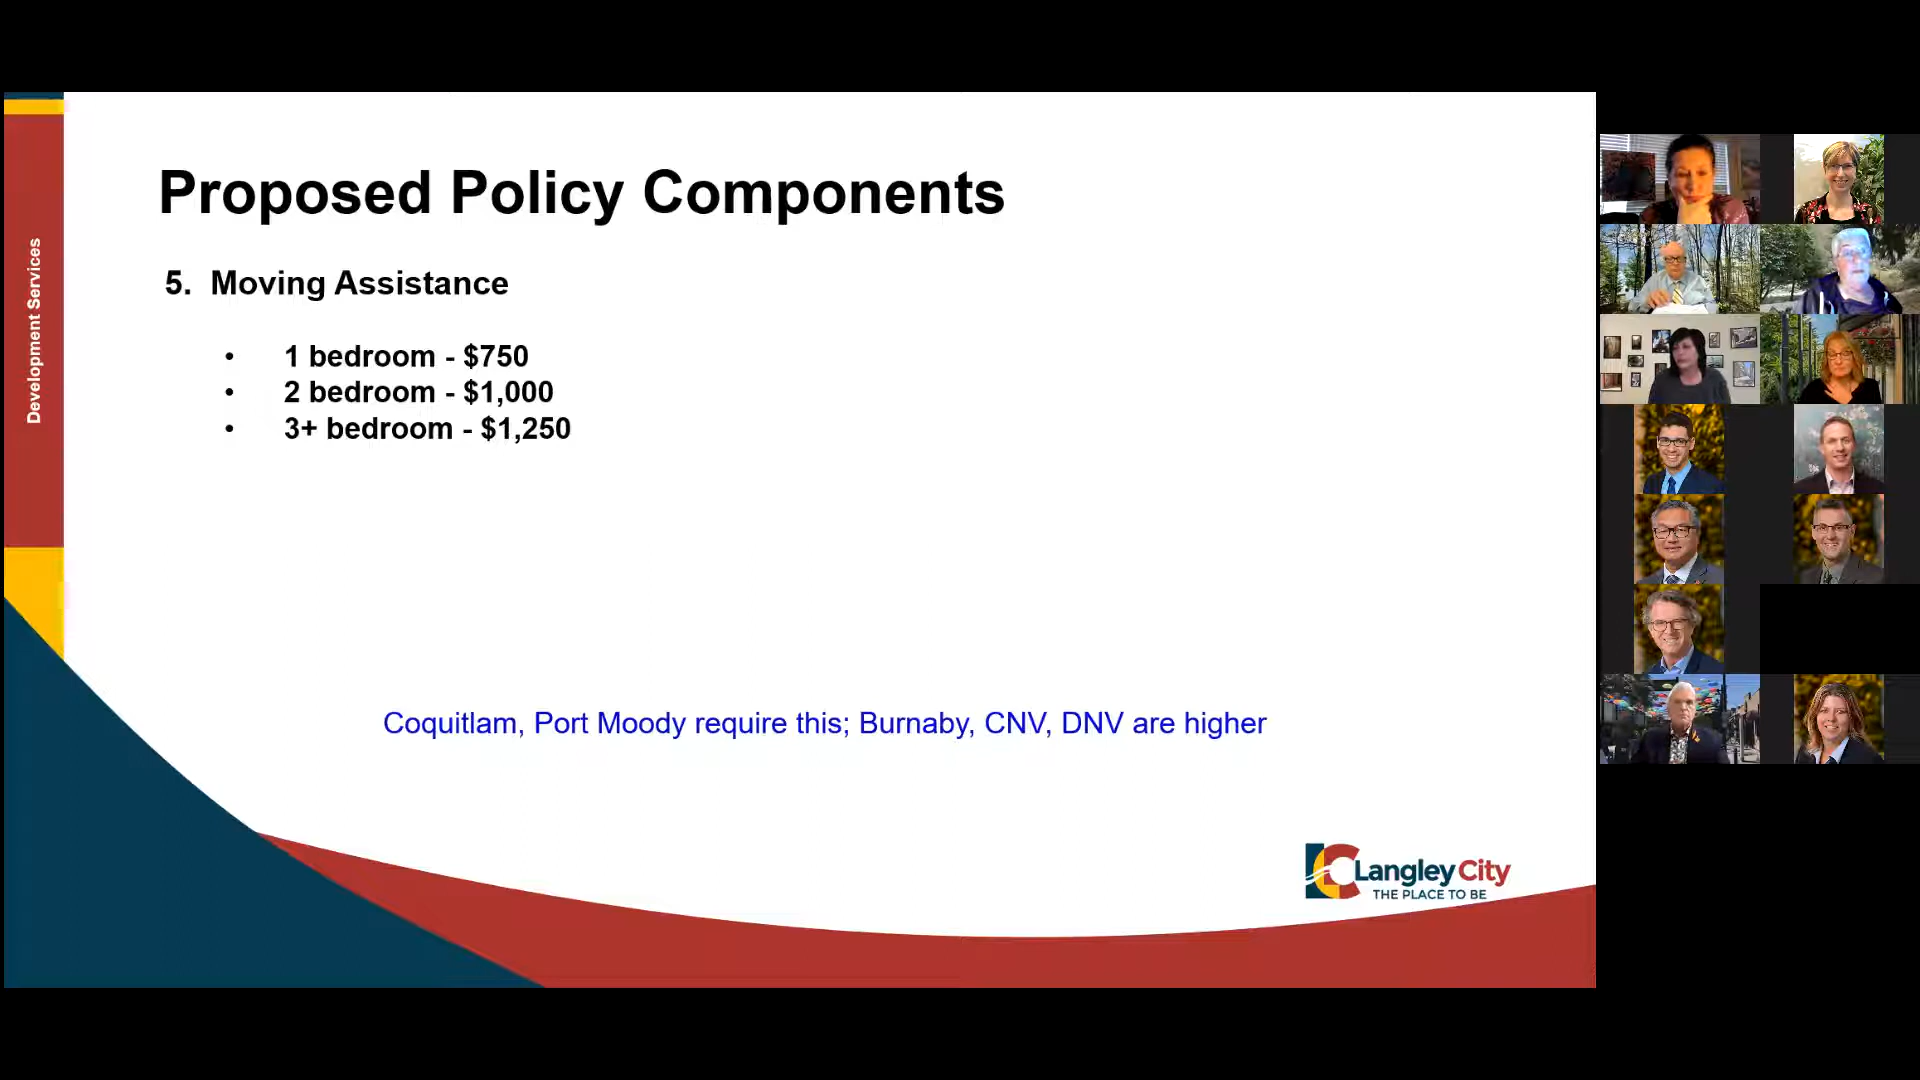 Development Services
Proposed Policy Components
5. Moving Assistance
• 1 bedroom - $750
• 2 bedroom - $1,000
• 3+ bedroom - $1,250
Coquitlam, Port Moody require this; Burnaby, CNV, DNV are higher
LC Langley City
THE PLACE TO BE